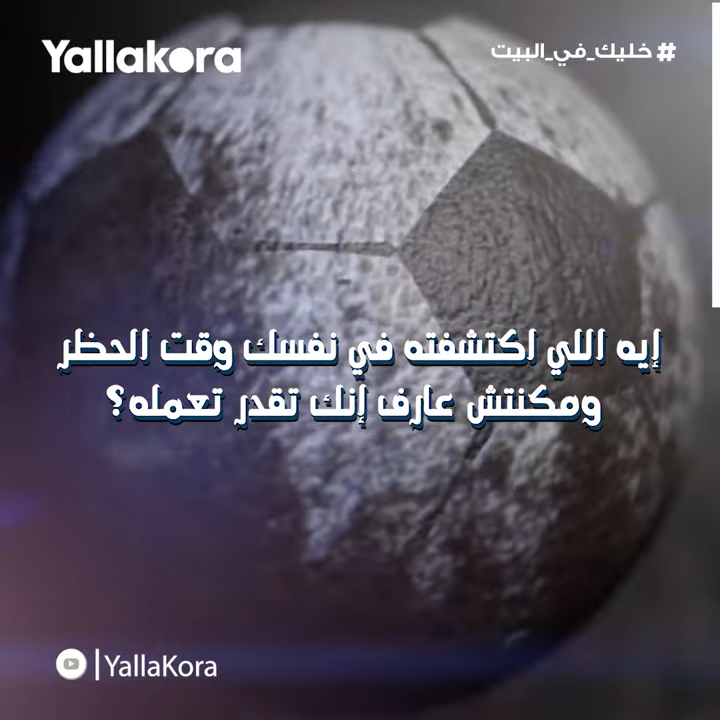 Yallakora
#خليك_في_البيت
إيه اللي اكتشفته في نفسك وقت الحظر
ومكنتش عارف إنك تقدر تعمله؟
YallaKora